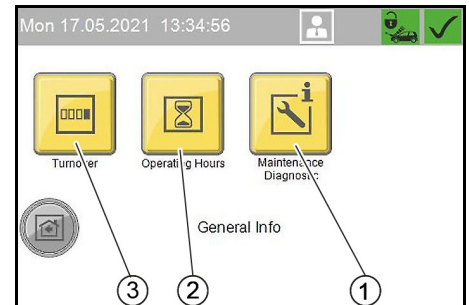 Mon 17.05.2021 13:34:56
Turnover
Operating Hours
Maintenance
Diagnostic
General Info
3
2
1